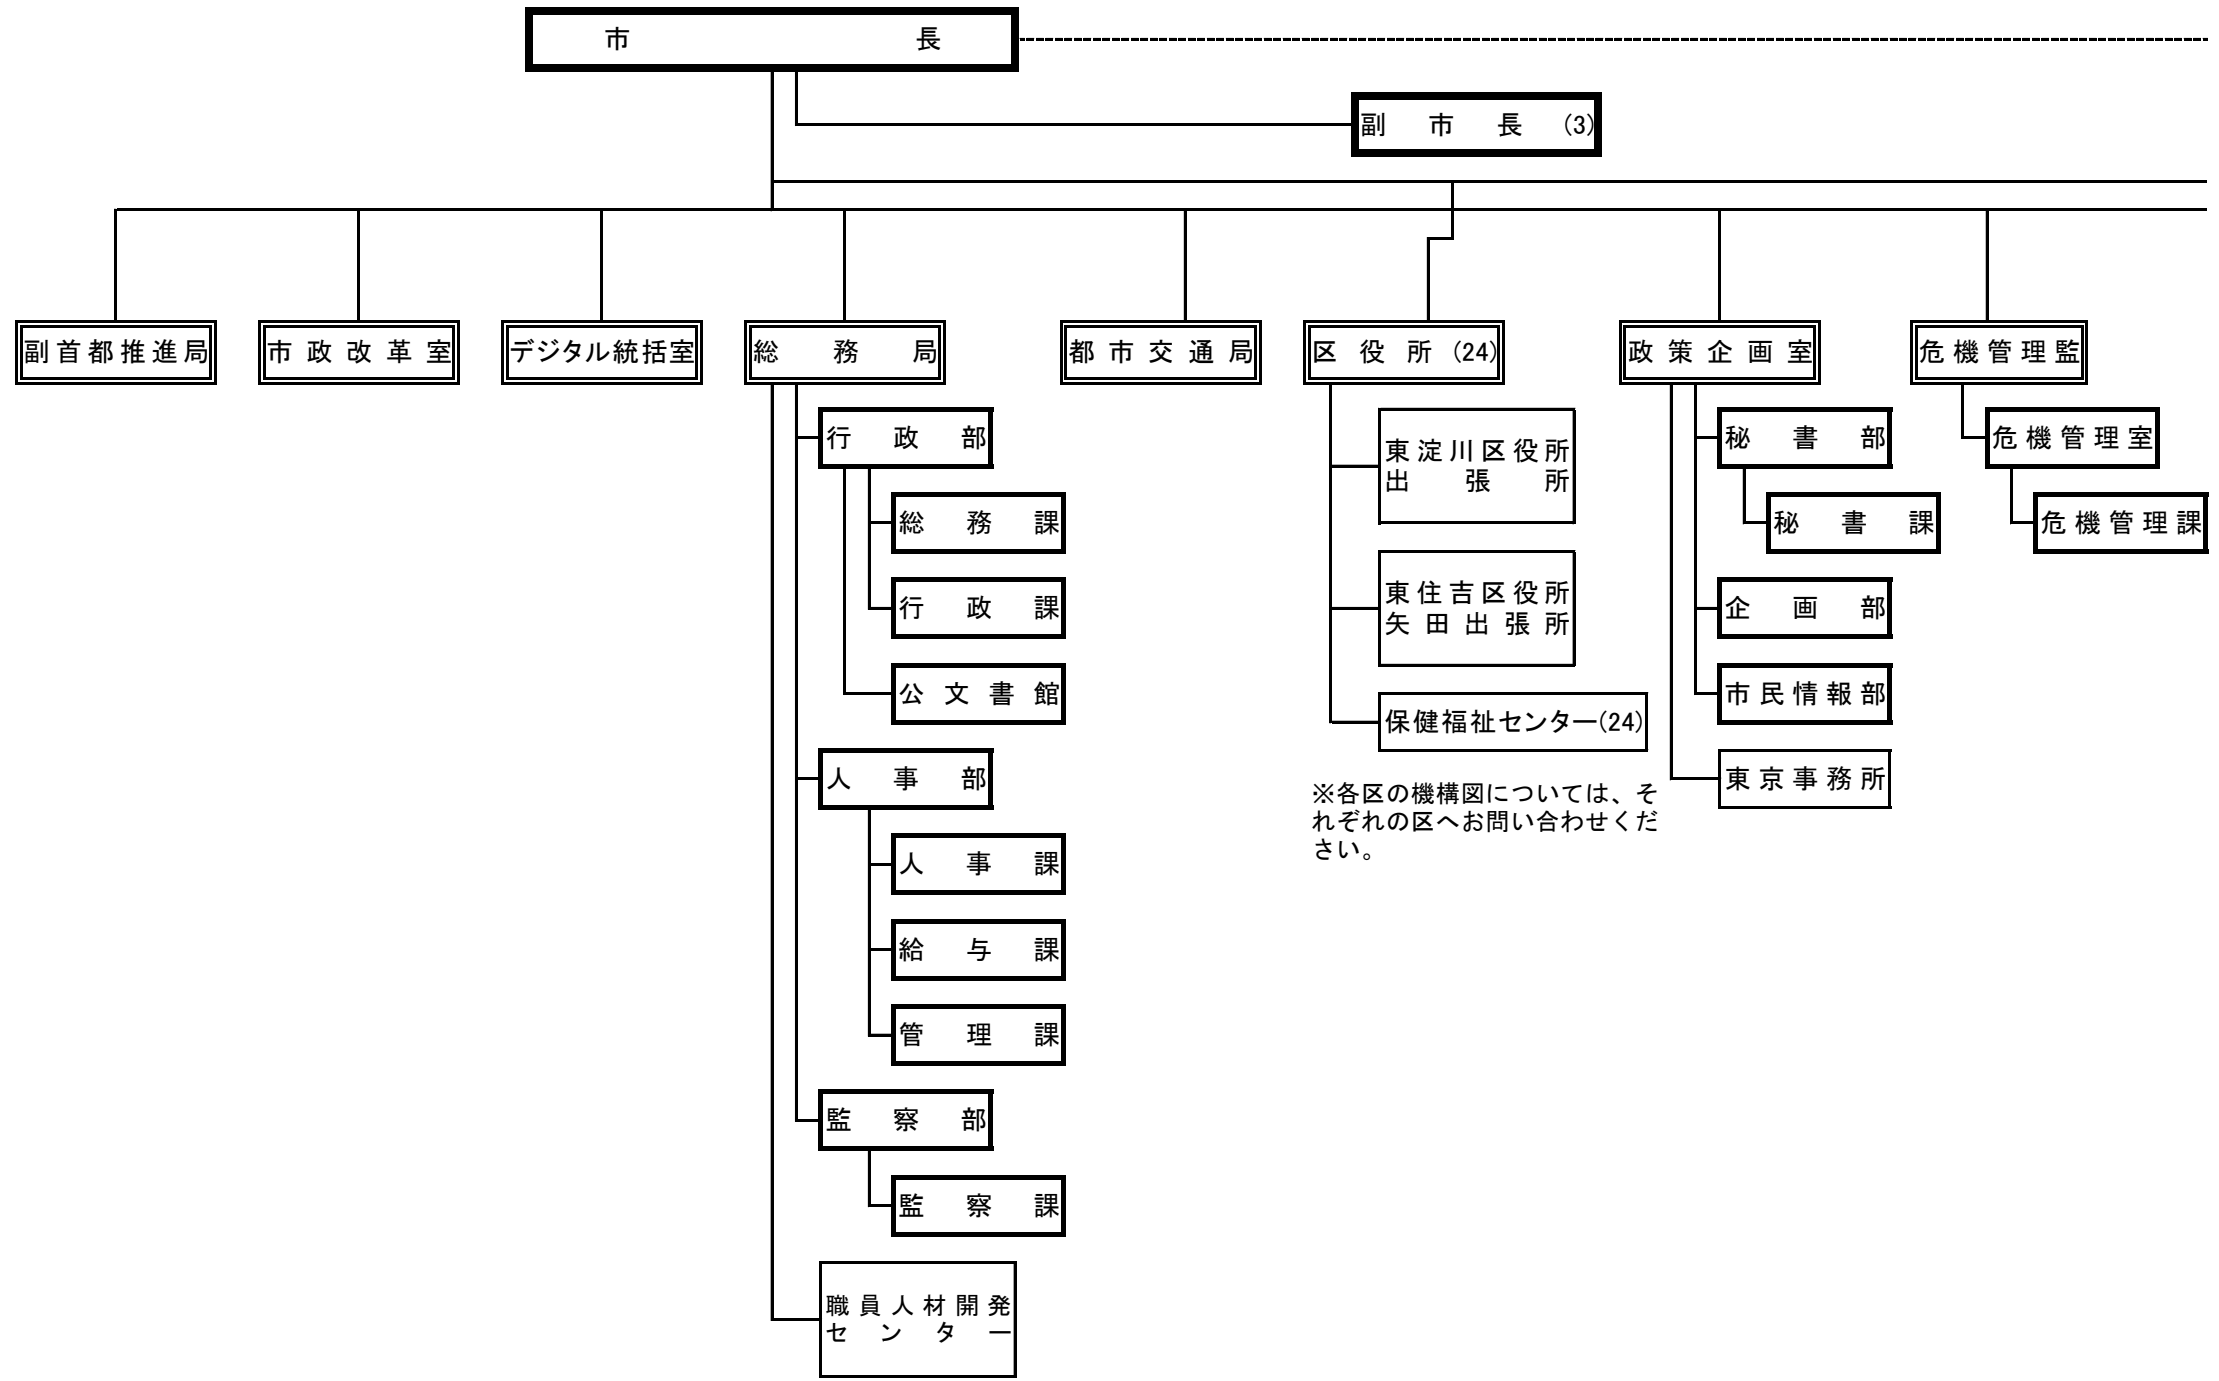 市長
副市長(3)
副首都推進局
市政改革室
デジタル統括室
総務局
都市交通局
区役所(24)
政策企画室
危機管理監
行政部
総務課
行政課
公文書館
人事部
人事課
給与課
管理課
監察部
監察課
職員人材開発
センター
東淀川区役所
出張所
東住吉区役所
矢田出張所
保健福祉センター(24)
※各区の機構図については、そ
れぞれの区へお問い合わせくだ
さい。
秘書部
秘書課
企画部
市民情報部
東京事務所
危機管理室
危機管理課